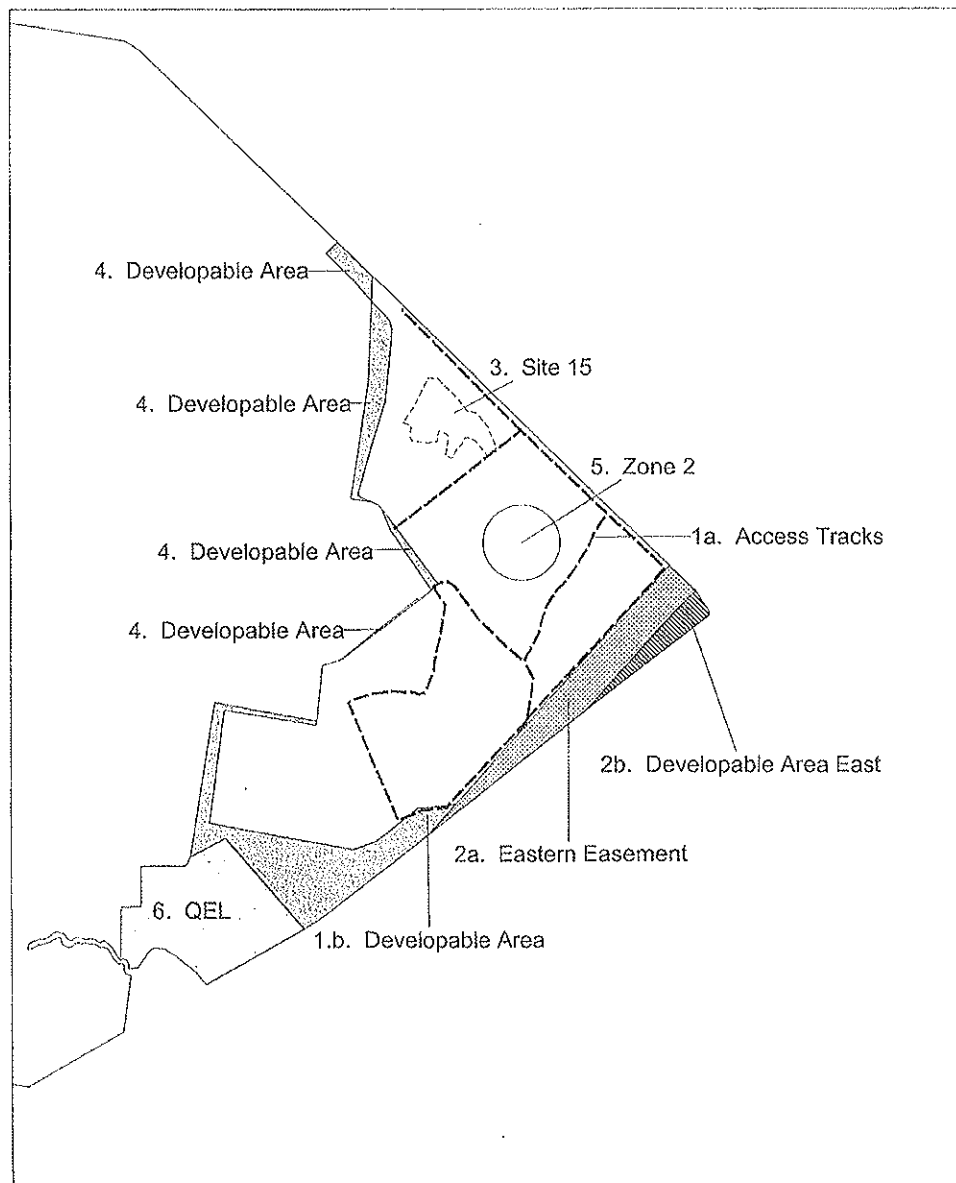 4. Developable Area
3. Site 15
4. Developable Area
5. Zone 2
1a. Access Tracks
4. Developable Area
4. Developable Area
2b. Developable Area East
2a. Eastern Easement
6. QEL
1.b. Developable Area